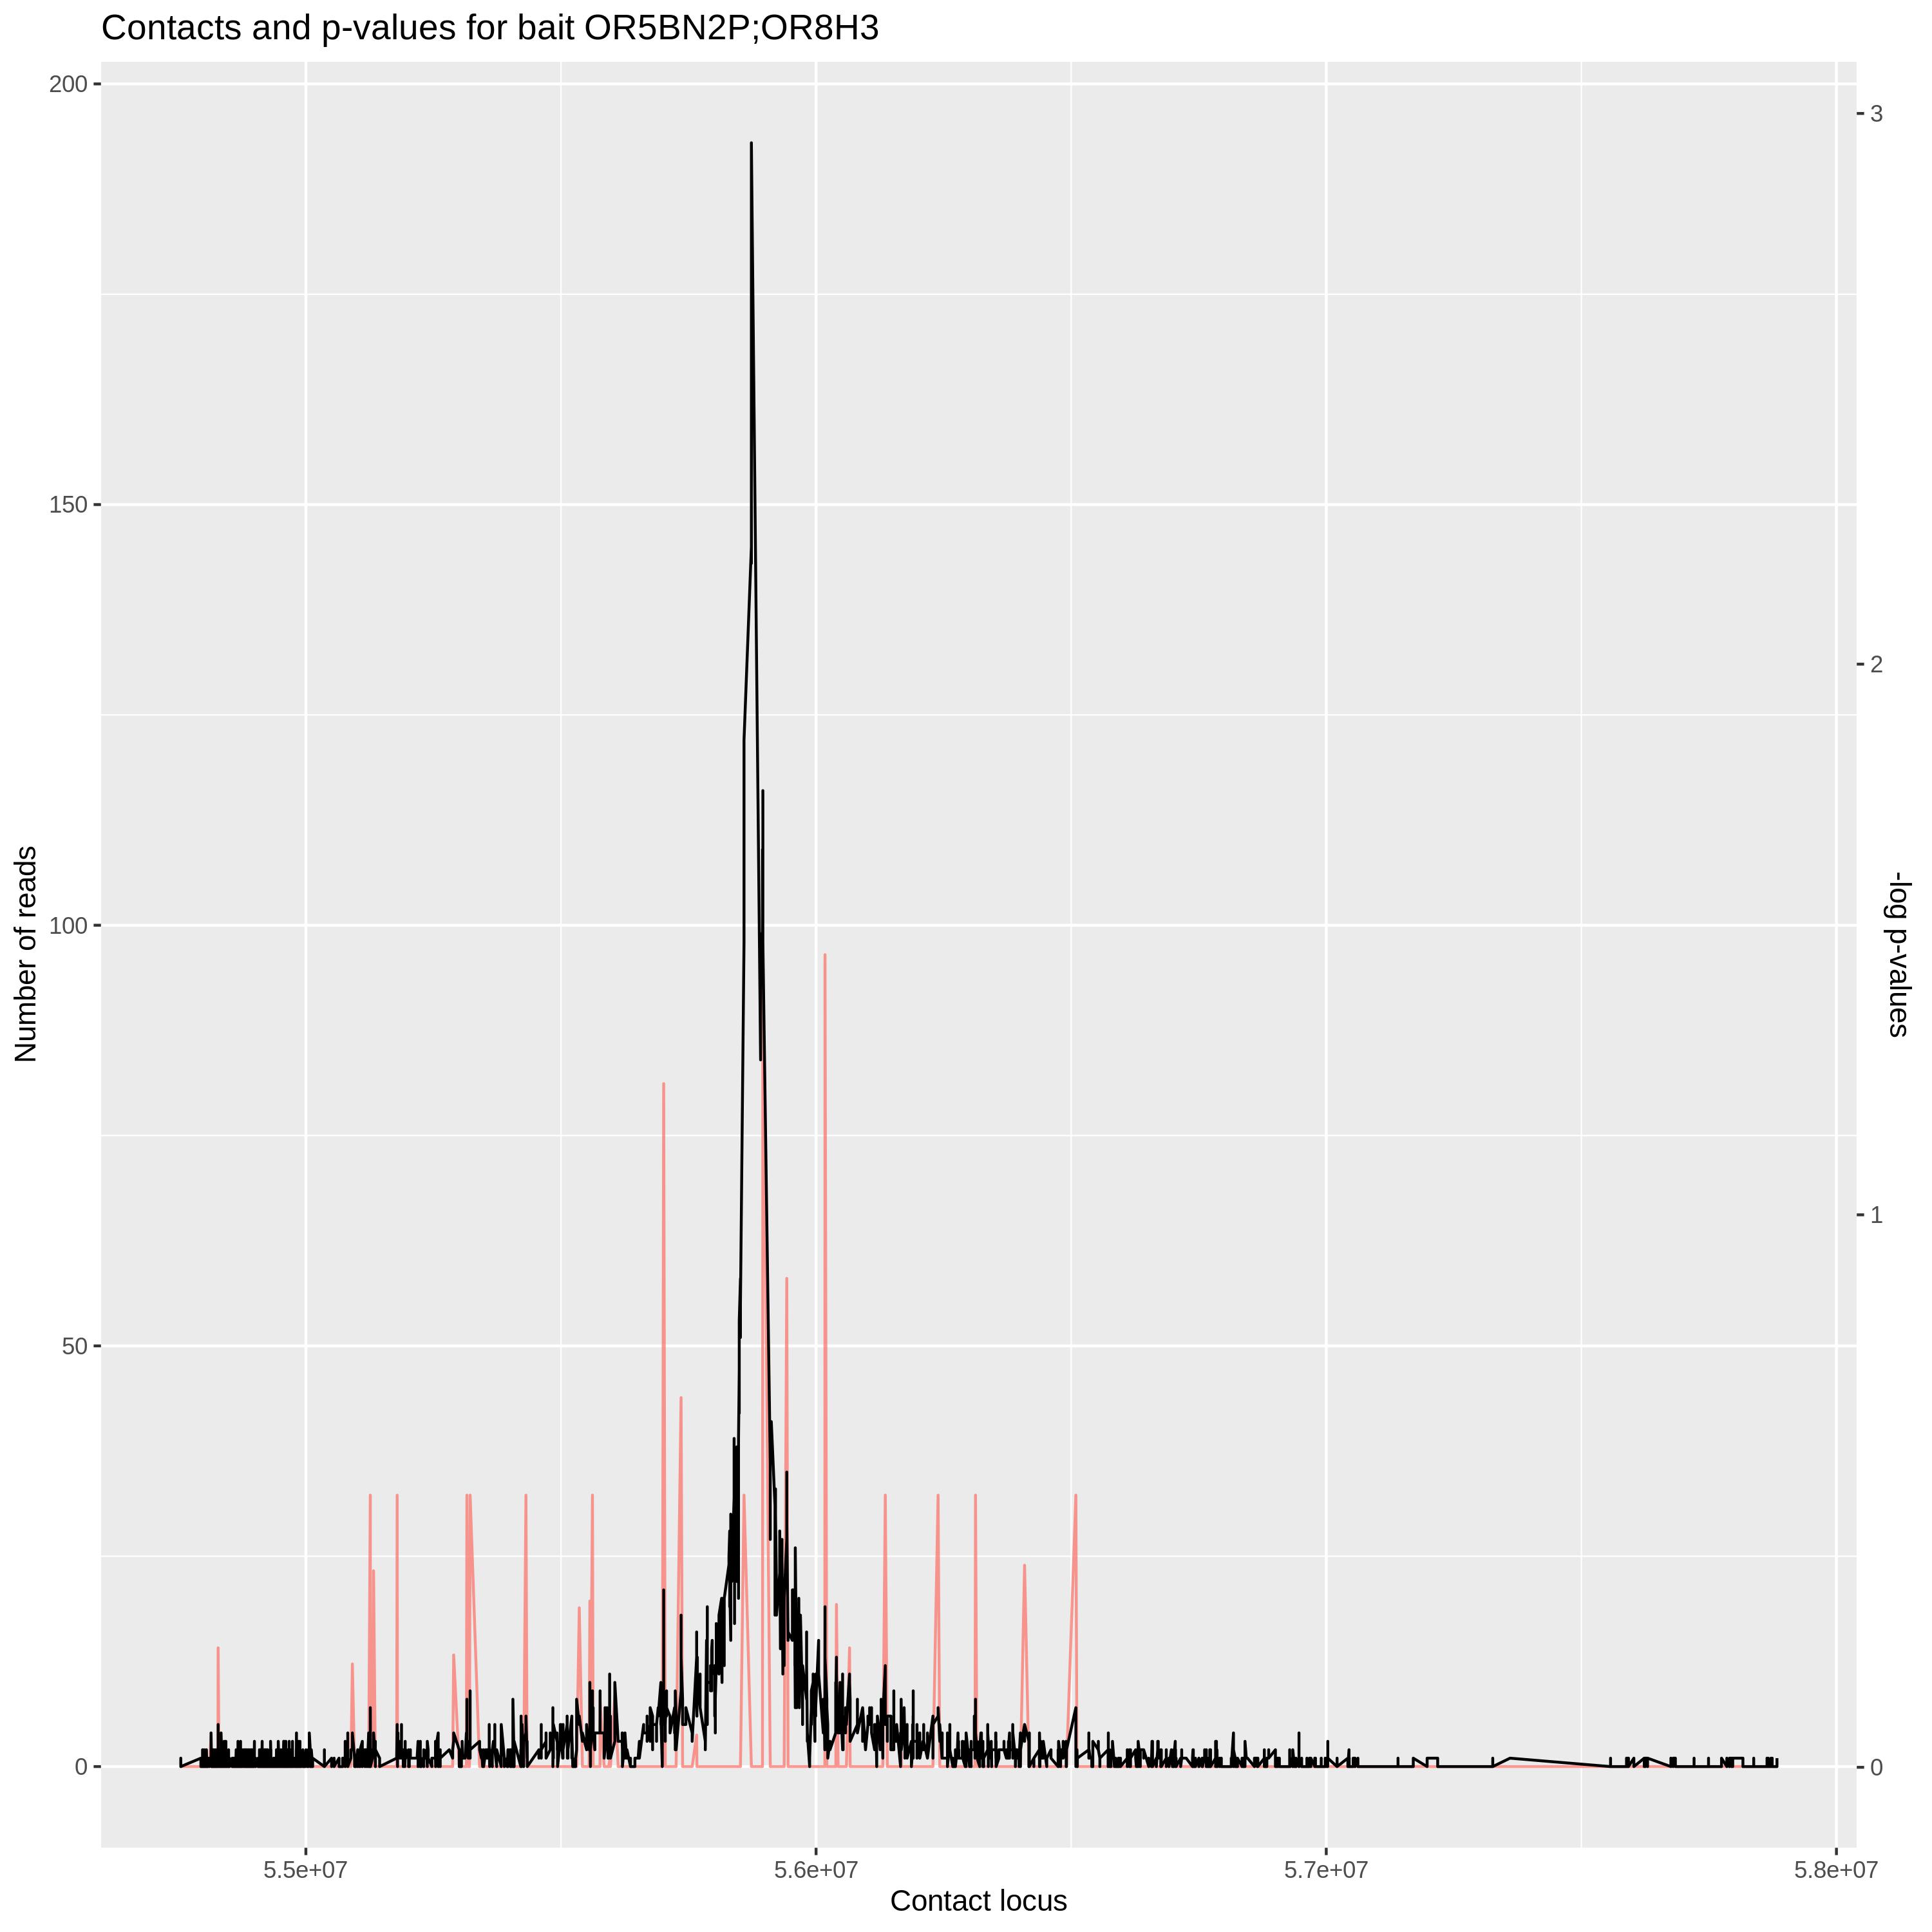 Contacts and p-values for bait OR5BN2P;OR8H3
200
150
100
50
0
Number of reads
3
2
1
0
-log p-values
5.5e+07
5.6e+07
5.7e+07
5.8e+07
Contact locus